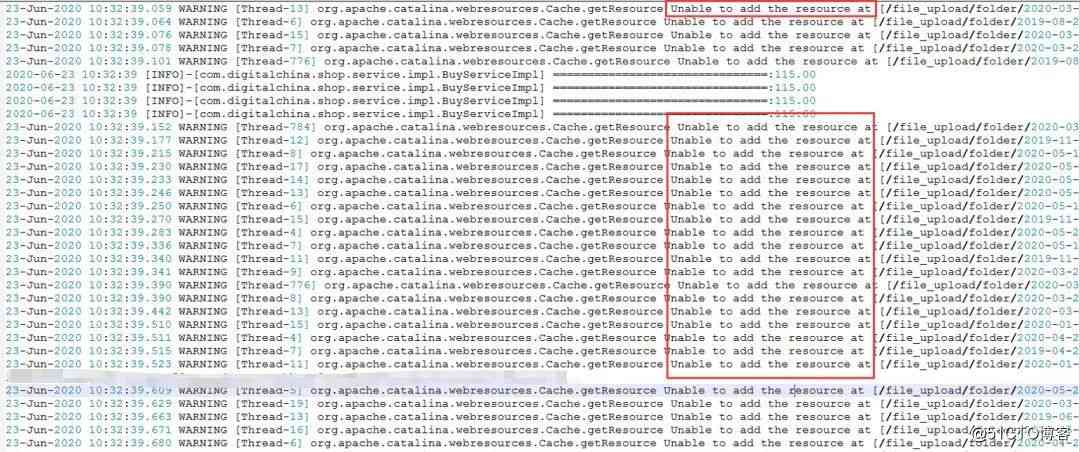 23-Jun-2020 10:32:39.059 WARNING [Thread-13] org.apache.catalina.webresources.Cache.getResource Unable to add the resource at [/file_upload/folder/2020-03-
23-Jun-2020 10:32:39.076 WARNING [Thread-15] org.apache.catalina.webresources.Cache.getResource Unable to add the resource at [/file_upload/folder/2019-08-2
23-Jun-2020 10:32:39.078 WARNING [Thread-7] org.apache.catalina.webresources.Cache.getResource Unable to add the resource at [/file_upload/folder/2020-03-2
23-Jun-2020 10:32:39.101 WARNING [Thread-776] org.apache.catalina.webresources.Cache.getResource Unable to add the resource at [/file_upload/folder/2019-08
2020-06-23 10:32:39 [INFO]-[com.digitalchina.shop.service.impl.BuyServiceImpl] ================================:115.00
2020-06-23 10:32:39 [INFO]-[com.digitalchina.shop.service.impl.BuyServiceImpl] ================================:115.00
2020-06-23 10:32:39 [INFO]-[com.digitalchina.shop.service.impl.BuyServiceImpl] ================================:115.00
2020-06-23 10:32:39 [INFO]-[com.digitalchina.shop.service.impl.BuyServiceImpl] ================================:115.00
23-Jun-2020 10:32:39.152 WARNING [Thread-784] org.apache.catalina.webresources.Cache.getResource Unable to add the resource at [/file_upload/folder/2020-03
23-Jun-2020 10:32:39.177 WARNING [Thread-12] org.apache.catalina.webresources.Cache.getResource Unable to add the resource at [/file_upload/folder/2019-11-
23-Jun-2020 10:32:39.215 WARNING [Thread-8] org.apache.catalina.webresources.Cache.getResource Unable to add the resource at [/file_upload/folder/2020-05-1
23-Jun-2020 10:32:39.230 WARNING [Thread-17] org.apache.catalina.webresources.Cache.getResource Unable to add the resource at [/file_upload/folder/2020-05-
23-Jun-2020 10:32:39.233 WARNING [Thread-14] org.apache.catalina.webresources.Cache.getResource Unable to add the resource at [/file_upload/folder/2020-05-
23-Jun-2020 10:32:39.246 WARNING [Thread-13] org.apache.catalina.webresources.Cache.getResource Unable to add the resource at [/file_upload/folder/2020-05-
23-Jun-2020 10:32:39.250 WARNING [Thread-6] org.apache.catalina.webresources.Cache.getResource Unable to add the resource at [/file_upload/folder/2020-05-1
23-Jun-2020 10:32:39.270 WARNING [Thread-15] org.apache.catalina.webresources.Cache.getResource Unable to add the resource at [/file_upload/folder/2019-11-
23-Jun-2020 10:32:39.283 WARNING [Thread-4] org.apache.catalina.webresources.Cache.getResource Unable to add the resource at [/file_upload/folder/2020-05-2
23-Jun-2020 10:32:39.336 WARNING [Thread-7] org.apache.catalina.webresources.Cache.getResource Unable to add the resource at [/file_upload/folder/2020-05-1
23-Jun-2020 10:32:39.340 WARNING [Thread-11] org.apache.catalina.webresources.Cache.getResource Unable to add the resource at [/file_upload/folder/2019-11-
23-Jun-2020 10:32:39.341 WARNING [Thread-9] org.apache.catalina.webresources.Cache.getResource Unable to add the resource at [/file_upload/folder/2020-03-2
23-Jun-2020 10:32:39.390 WARNING [Thread-776] org.apache.catalina.webresources.Cache.getResource Unable to add the resource at [/file_upload/folder/2020-03
23-Jun-2020 10:32:39.390 WARNING [Thread-8] org.apache.catalina.webresources.Cache.getResource Unable to add the resource at [/file_upload/folder/2020-03-2
23-Jun-2020 10:32:39.442 WARNING [Thread-13] org.apache.catalina.webresources.Cache.getResource Unable to add the resource at [/file_upload/folder/2020-03-
23-Jun-2020 10:32:39.510 WARNING [Thread-15] org.apache.catalina.webresources.Cache.getResource Unable to add the resource at [/file_upload/folder/2020-01-
23-Jun-2020 10:32:39.511 WARNING [Thread-4] org.apache.catalina.webresources.Cache.getResource Unable to add the resource at [/file_upload/folder/2019-04-2
23-Jun-2020 10:32:39.515 WARNING [Thread-7] org.apache.catalina.webresources.Cache.getResource Unable to add the resource at [/file_upload/folder/2020-04-2
23-Jun-2020 10:32:39.523 WARNING [Thread-11] org.apache.catalina.webresources.Cache.getResource Unable to add the resource at [/file_upload/folder/2020-01-
23-Jun-2020 10:32:39.609 WARNING [Thread-5] org.apache.catalina.webresources.Cache.getResource Unable to add the resource at [/file_upload/folder/2020-05-2
23-Jun-2020 10:32:39.629 WARNING [Thread-19] org.apache.catalina.webresources.Cache.getResource Unable to add the resource at [/file_upload/folder/2020-03-
23-Jun-2020 10:32:39.663 WARNING [Thread-13] org.apache.catalina.webresources.Cache.getResource Unable to add the resource at [/file_upload/folder/2019-06-
23-Jun-2020 10:32:39.671 WARNING [Thread-16] org.apache.catalina.webresources.Cache.getResource Unable to add the resource at
23-Jun-2020 10:32:39.680 WARNING [Thread-6] org.apache.catalina.webresources.Cache.getResource Unable to add the resource at
@51CTO博客